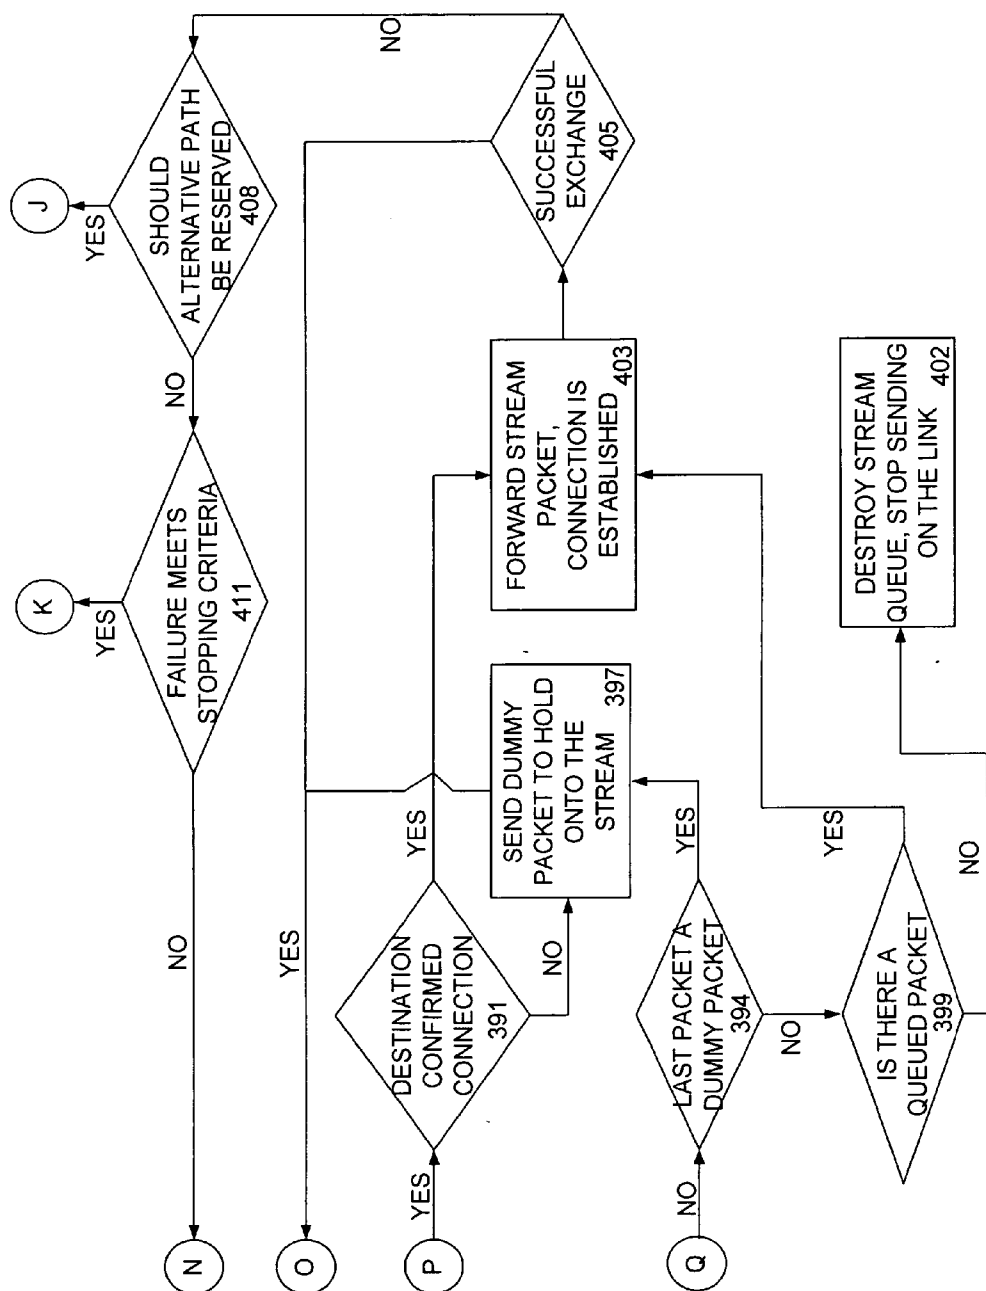 N
NO
FAILURE MEETS
STOPPING CRITERIA
411
YES
K
NO
SHOULD
ALTERNATIVE PATH
BE RESERVED
408
YES
J
NO
O
YES
P
YES
DESTINATION
CONFIRMED
CONNECTION
391
YES
NO
SEND DUMMY
PACKET TO HOLD
ONTO THE
STREAM
397
FORWARD STREAM
PACKET,
CONNECTION IS
ESTABLISHED
403
SUCCESSFUL
EXCHANGE
405
Q
NO
LAST PACKET A
DUMMY PACKET
394
YES
NO
IS THERE A
QUEUED PACKET
399
YES
NO
DESTROY STREAM
QUEUE, STOP SENDING
ON THE LINK
402